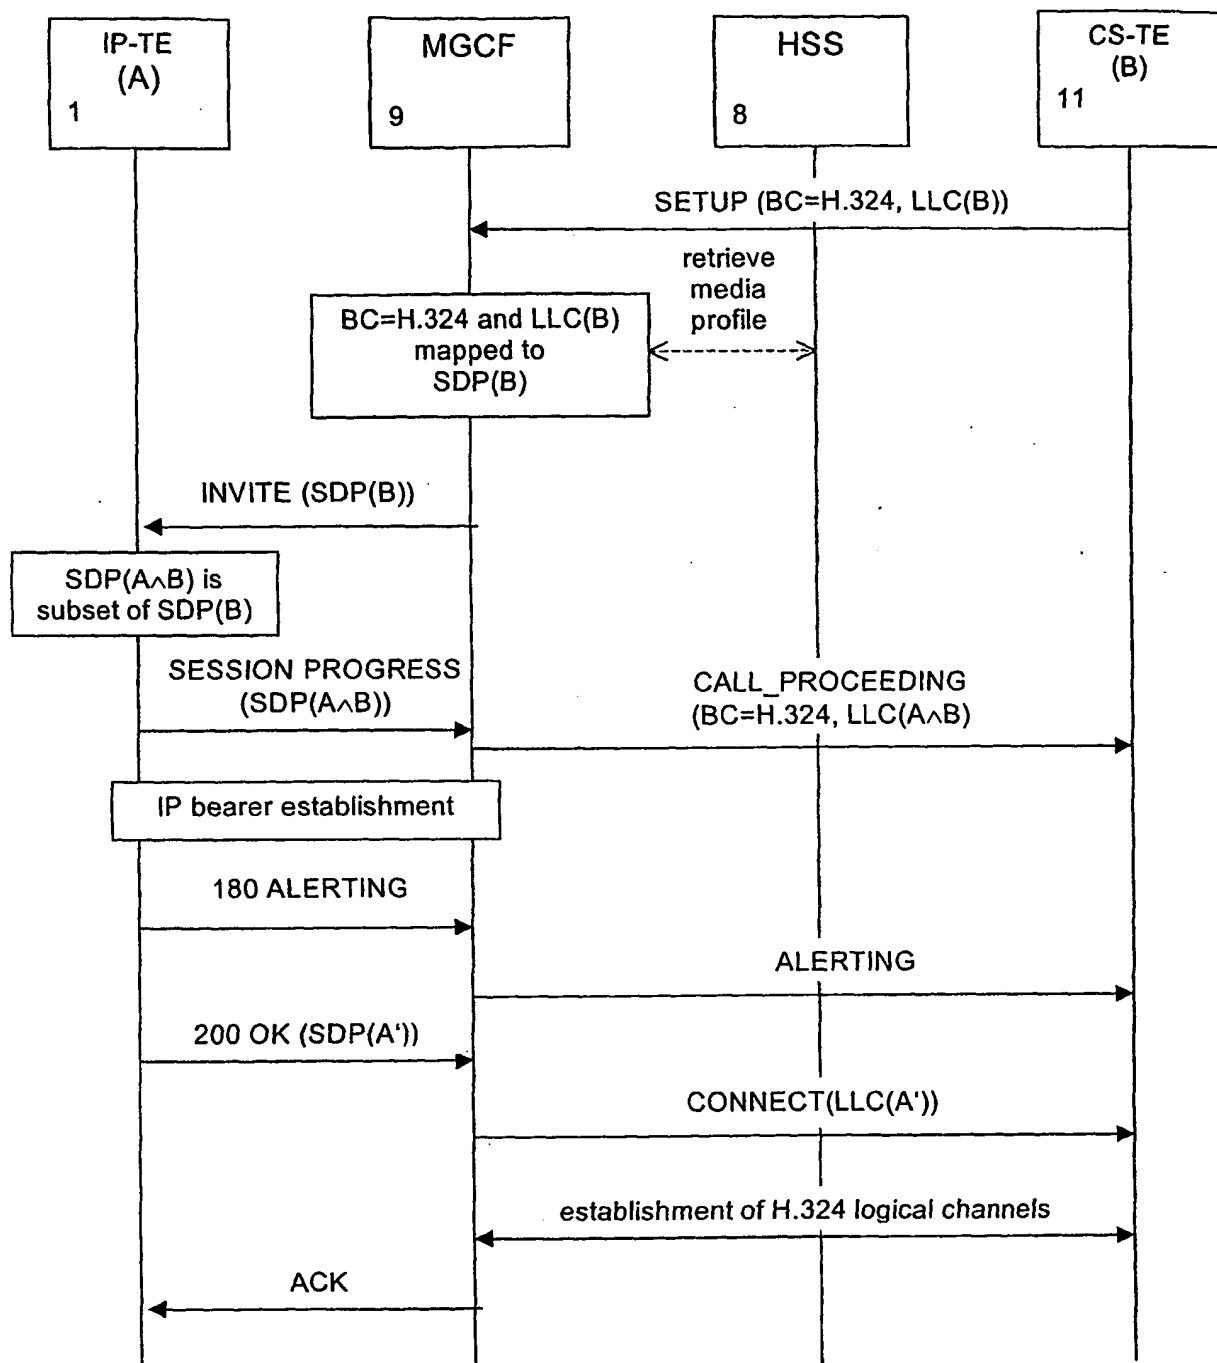 IP-TE
(A)
1
MGCF
9
HSS
8
CS-TE
(B)
11
SETUP (BC=H.324, LLC(B))
retrieve
media
profile
BC=H.324 and LLC(B)
mapped to
SDP(B)
INVITE (SDP(B))
SDP(A∧B) is
subset of SDP(B)
SESSION PROGRESS
(SDP(A∧B))
CALL_PROCEEDING
(BC=H.324, LLC(A∧B)
IP bearer establishment
180 ALERTING
ALERTING
200 OK (SDP(A'))
CONNECT(LLC(A'))
establishment of H.324 logical channels
ACK